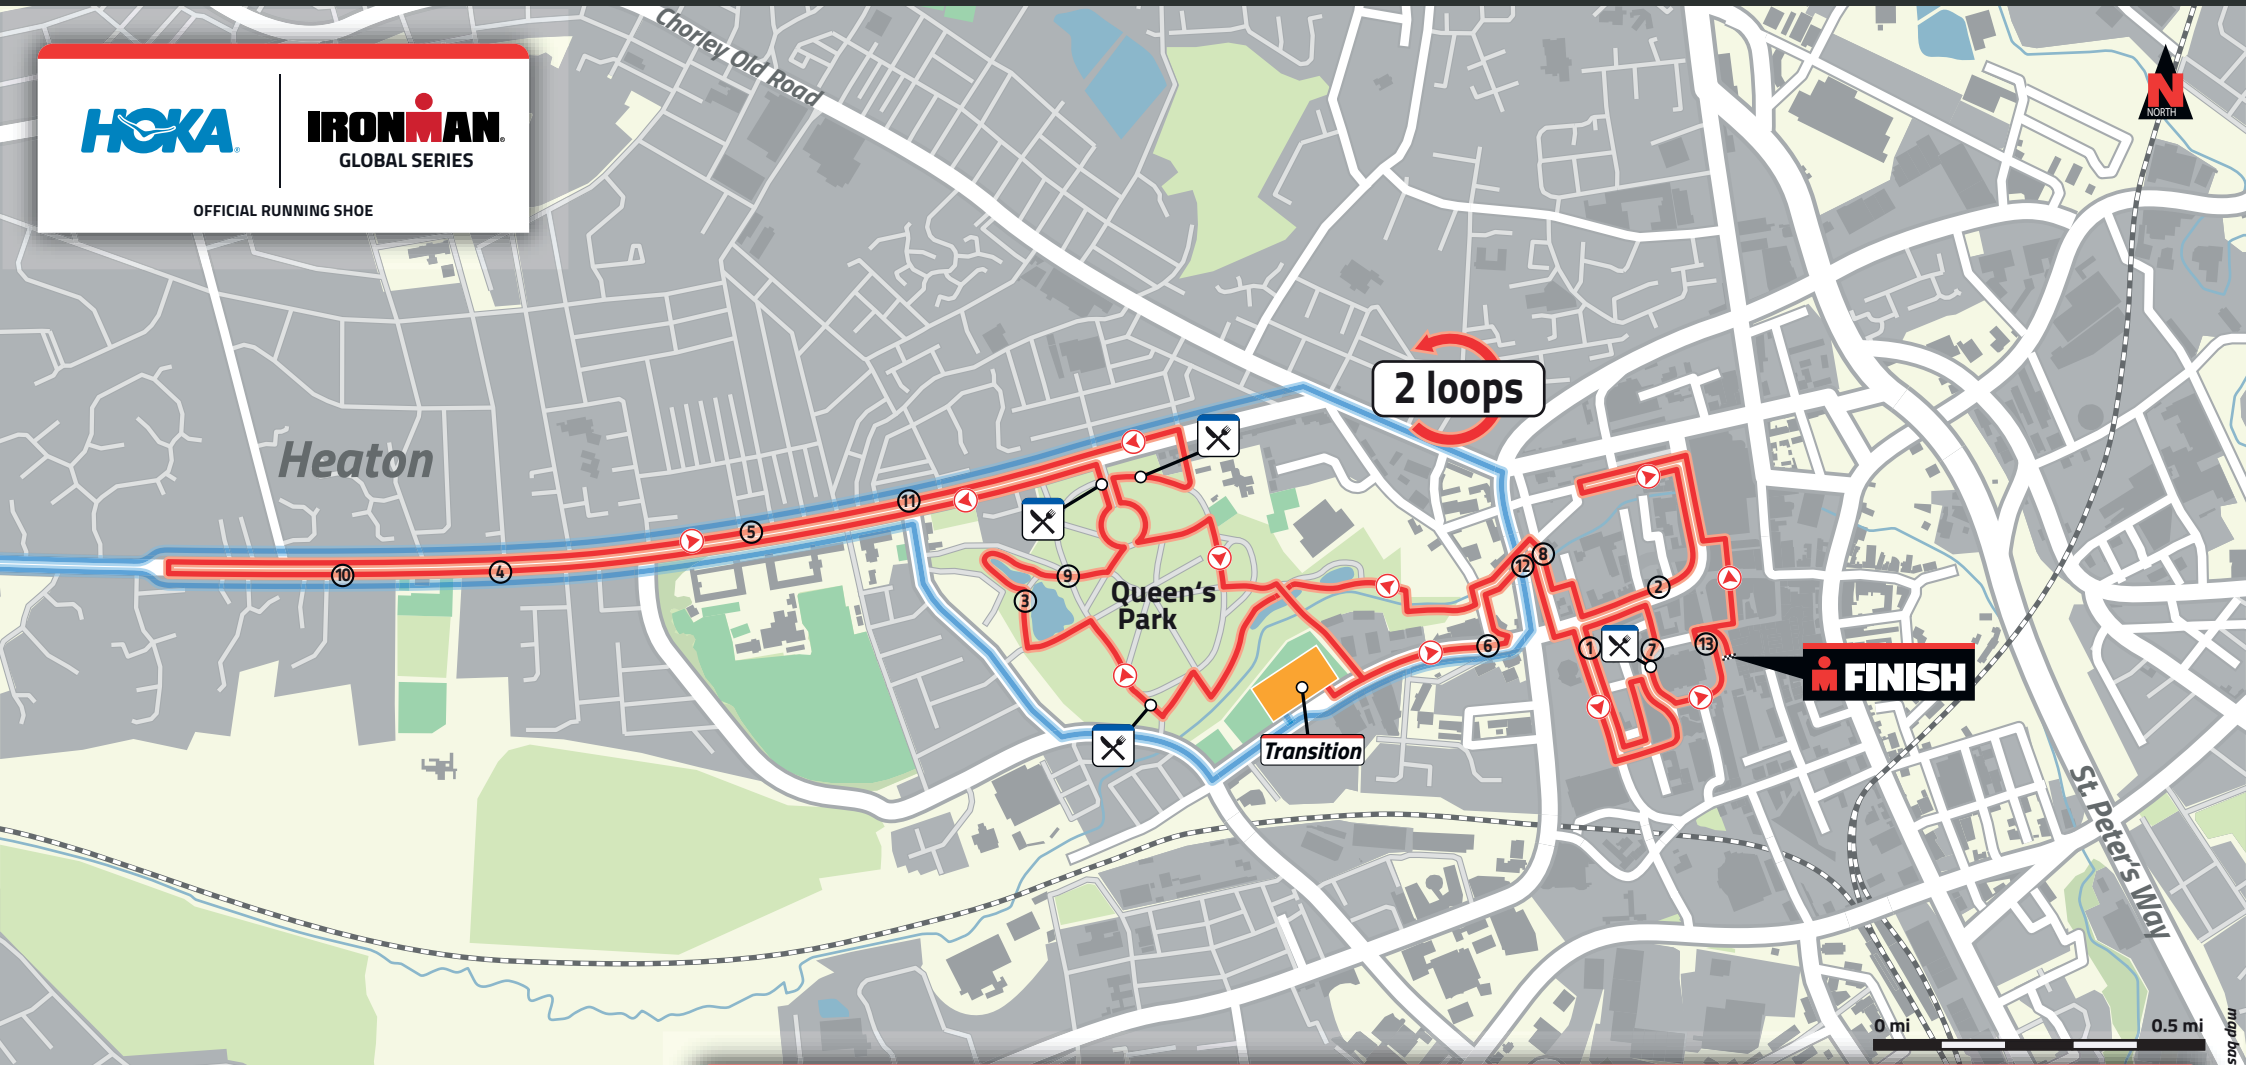 Chorley Old Road
HOKA
IRONMAN
GLOBAL SERIES
OFFICIAL RUNNING SHOE
N
NORTH
2 loops
Heaton
11
5
10
4
9
3
Queen's
Park
12
8
2
6
1
7
13
FINISH
Transition
St. Peter's Way
0 mi
0.5 mi
map bas